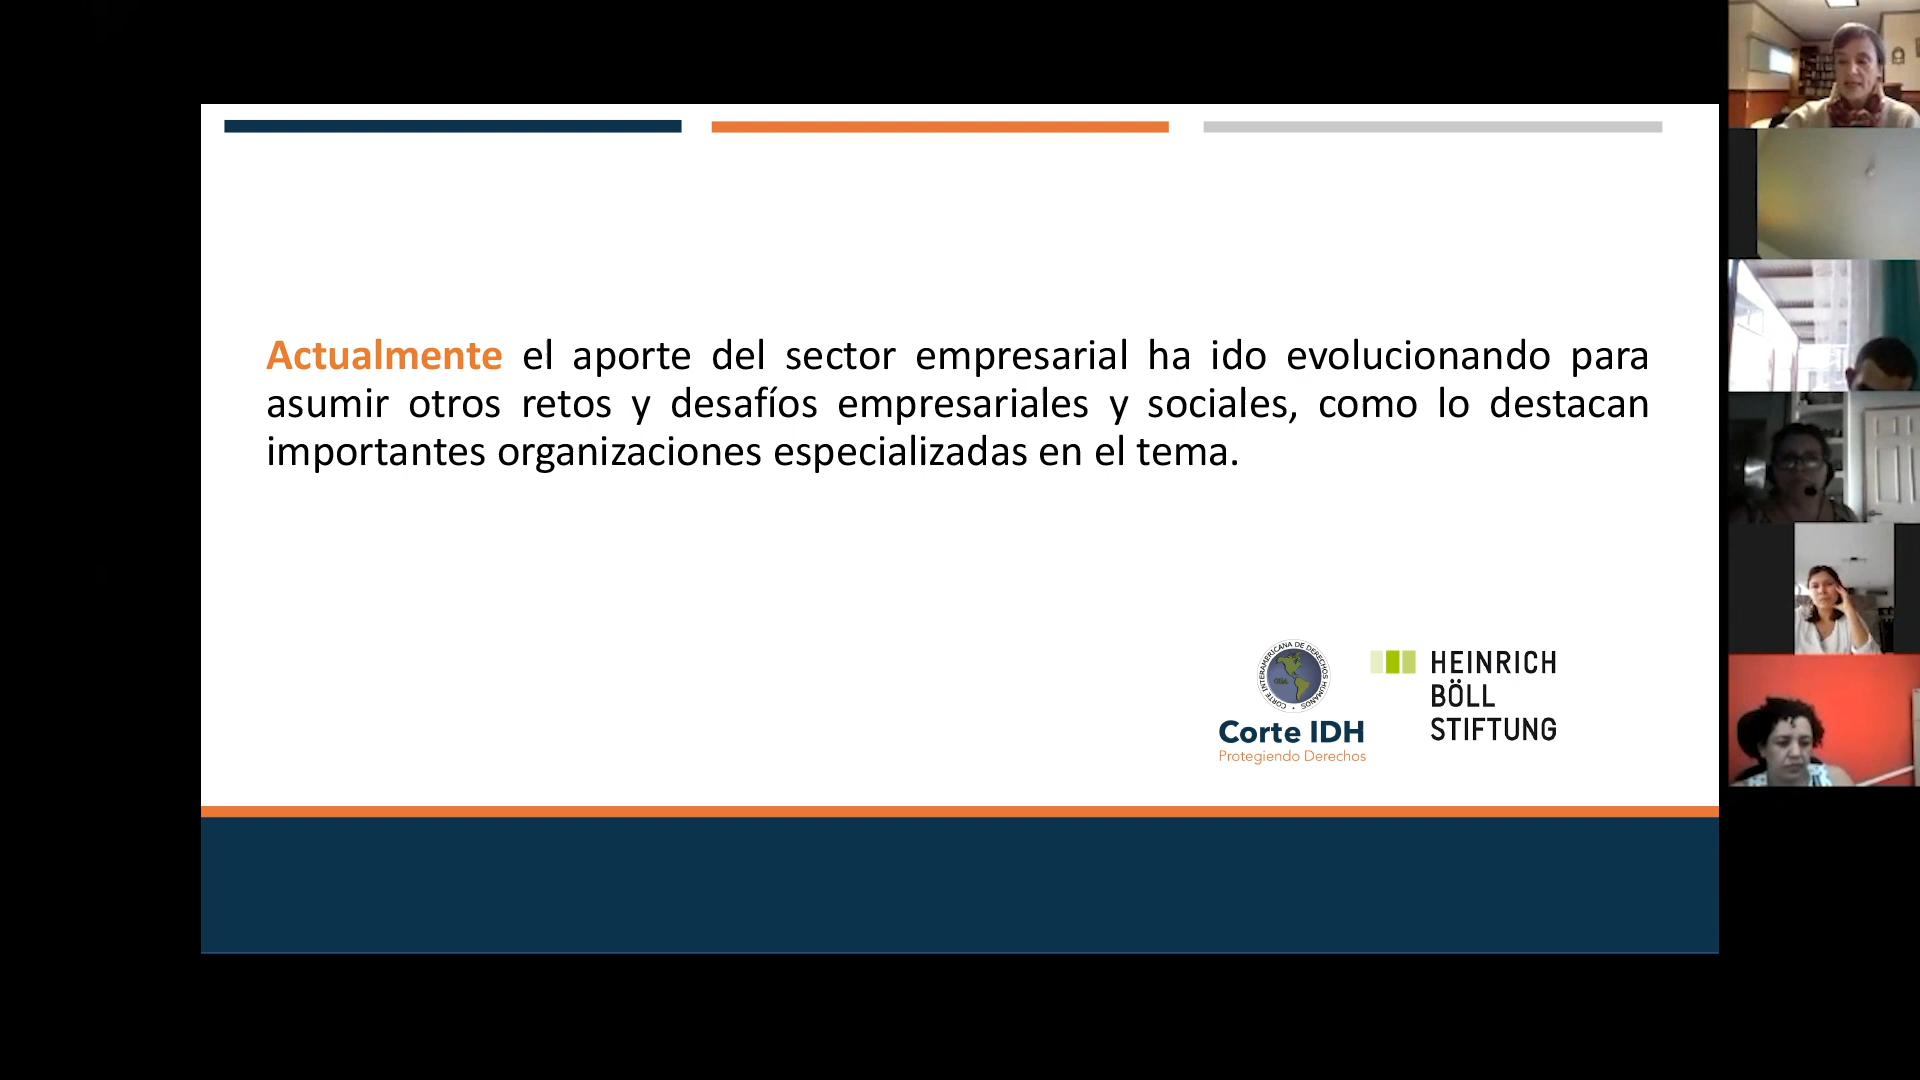 Actualmente el aporte del sector empresarial ha ido evolucionando para
asumir otros retos y desafíos empresariales y sociales, como lo destacan
importantes organizaciones especializadas en el tema.
CORTE INTERAMERICANA DE DERECHOS HUMANOS
OEA
Corte IDH
Protegiendo Derechos
HEINRICH
BÖLL
STIFTUNG